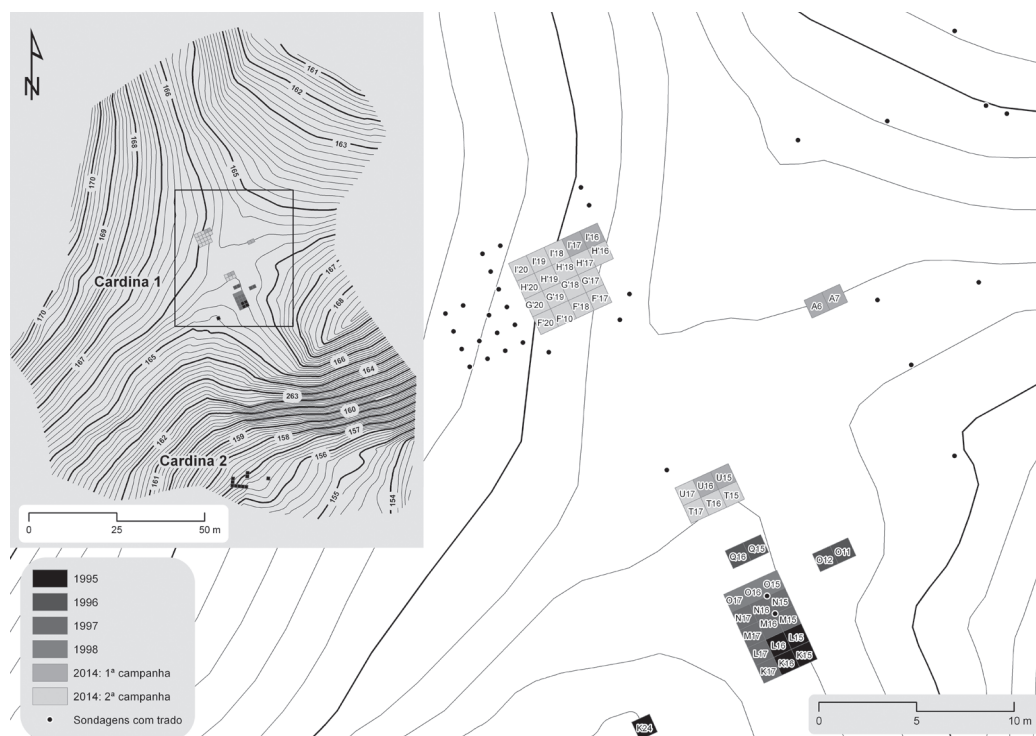 N
161
162
163
166
165
168
170
169
167
168
Cardina 1
170
167
165
166
164
263
160
162
159
158
157
156
Cardina 2
161
155
154
0 25 50 m
1995
1996
1997
1998
2014: 1ª campanha
2014: 2ª campanha
Sondagens com trado
I'20 I'19 I'18 I'17 I'16
H'20 H'19 H'18 H'17 H'16
G'20 G'19 G'18 G'17
F'20 F'10 F'18 F'17
A6 A7
U17 U16 U15
T17 T16 T15
Q16 Q15
O12 O11
O17 O16 O15
N17 N16 N15
M17 M16 M15
L17 L16 L15
K17 K16 K15
K24
0 5 10 m